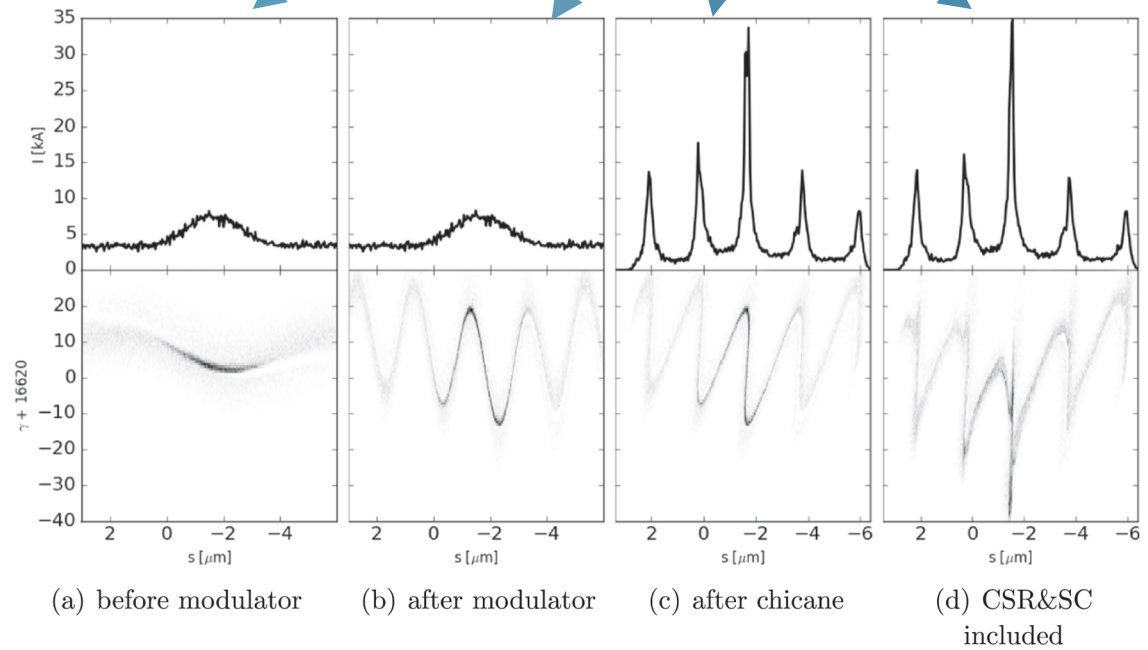 35
30
25
20
15
10
5
0
I [kA]
20
10
0
−10
−20
−30
−40
γ + 16620
2 0 −2 −4
2 0 −2 −4
2 0 −2 −4 −6
2 0 −2 −4 −6
s [μm] s [μm] s [μm] s [μm]
(a) before modulator
(b) after modulator
(c) after chicane
(d) CSR&SC
included